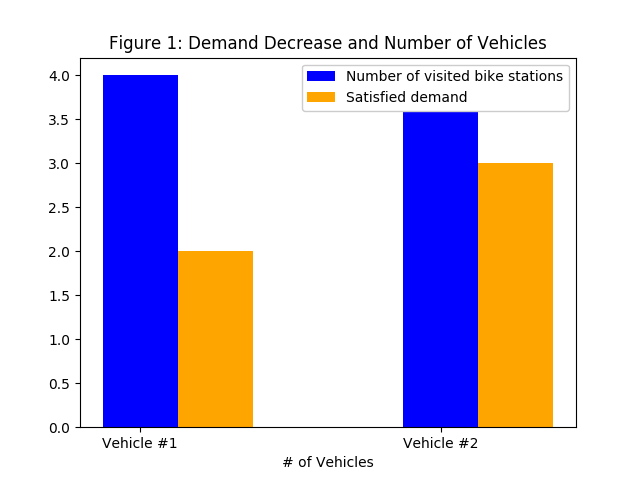 Figure 1: Demand Decrease and Number of Vehicles
Number of visited bike stations
Satisfied demand
4.0
3.5
3.0
2.5
2.0
1.5
1.0
0.5
0.0
Vehicle #1 Vehicle #2
# of Vehicles